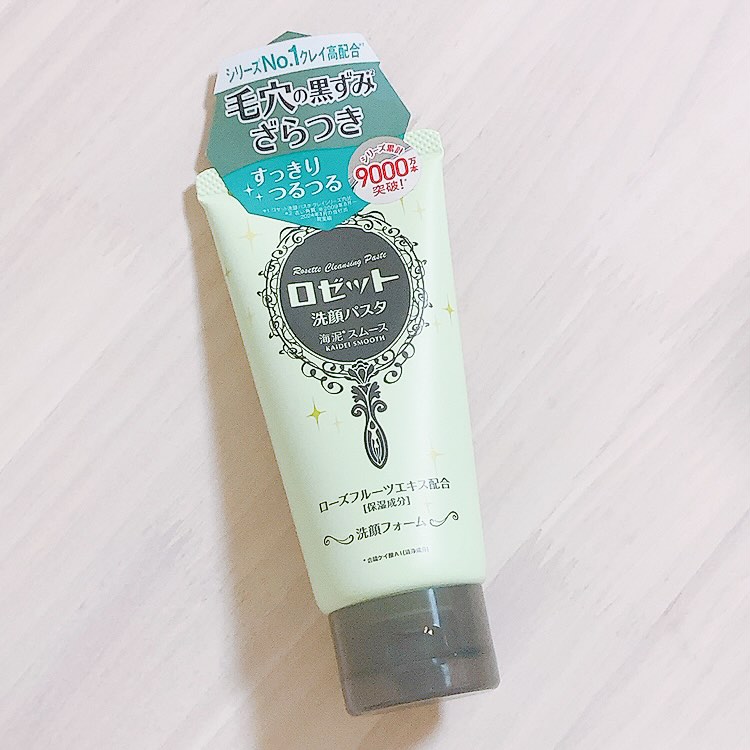 シリーズNo.1クレイ高配合*1
毛穴の黒ずみ*2
ざらつき
すっきり
つるつる
シリーズ累計
9000万本
突破!
Rosette Cleansing Paste
ロゼット
洗顔パスタ
海泥*スムース
KAIDEI SMOOTH
ローズフルーツエキス配合
[保湿成分]
洗顔フォーム